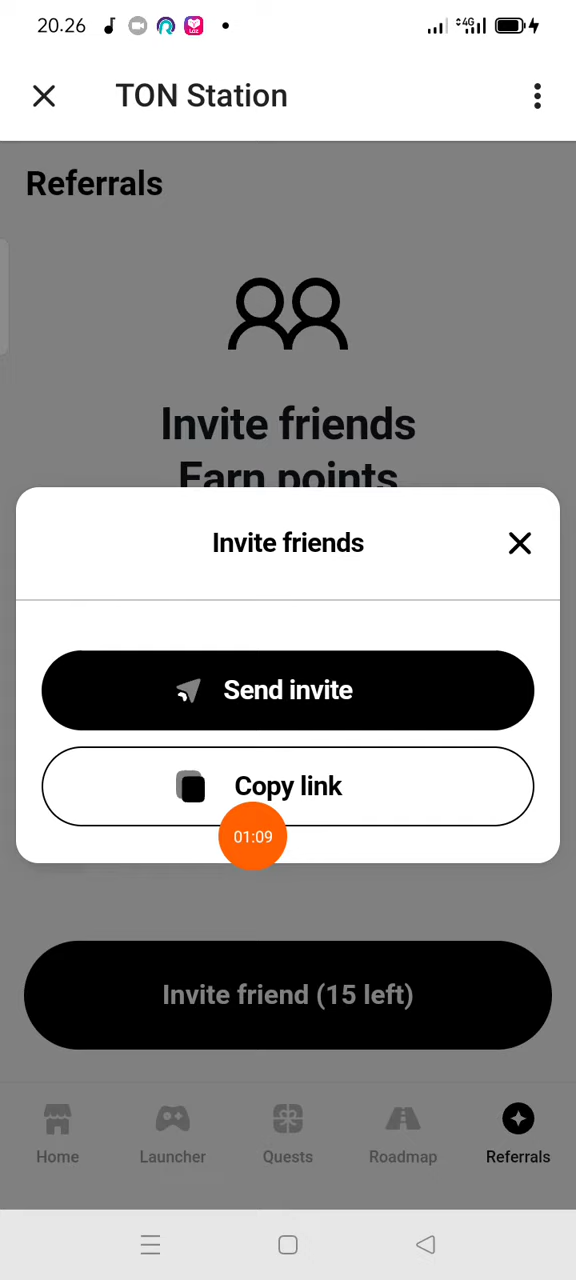 20.26
4G
TON Station
Referrals
Invite friends
Earn points
Invite friends
Send invite
Copy link
01:09
Invite friend (15 left)
Home Launcher Quests Roadmap Referrals